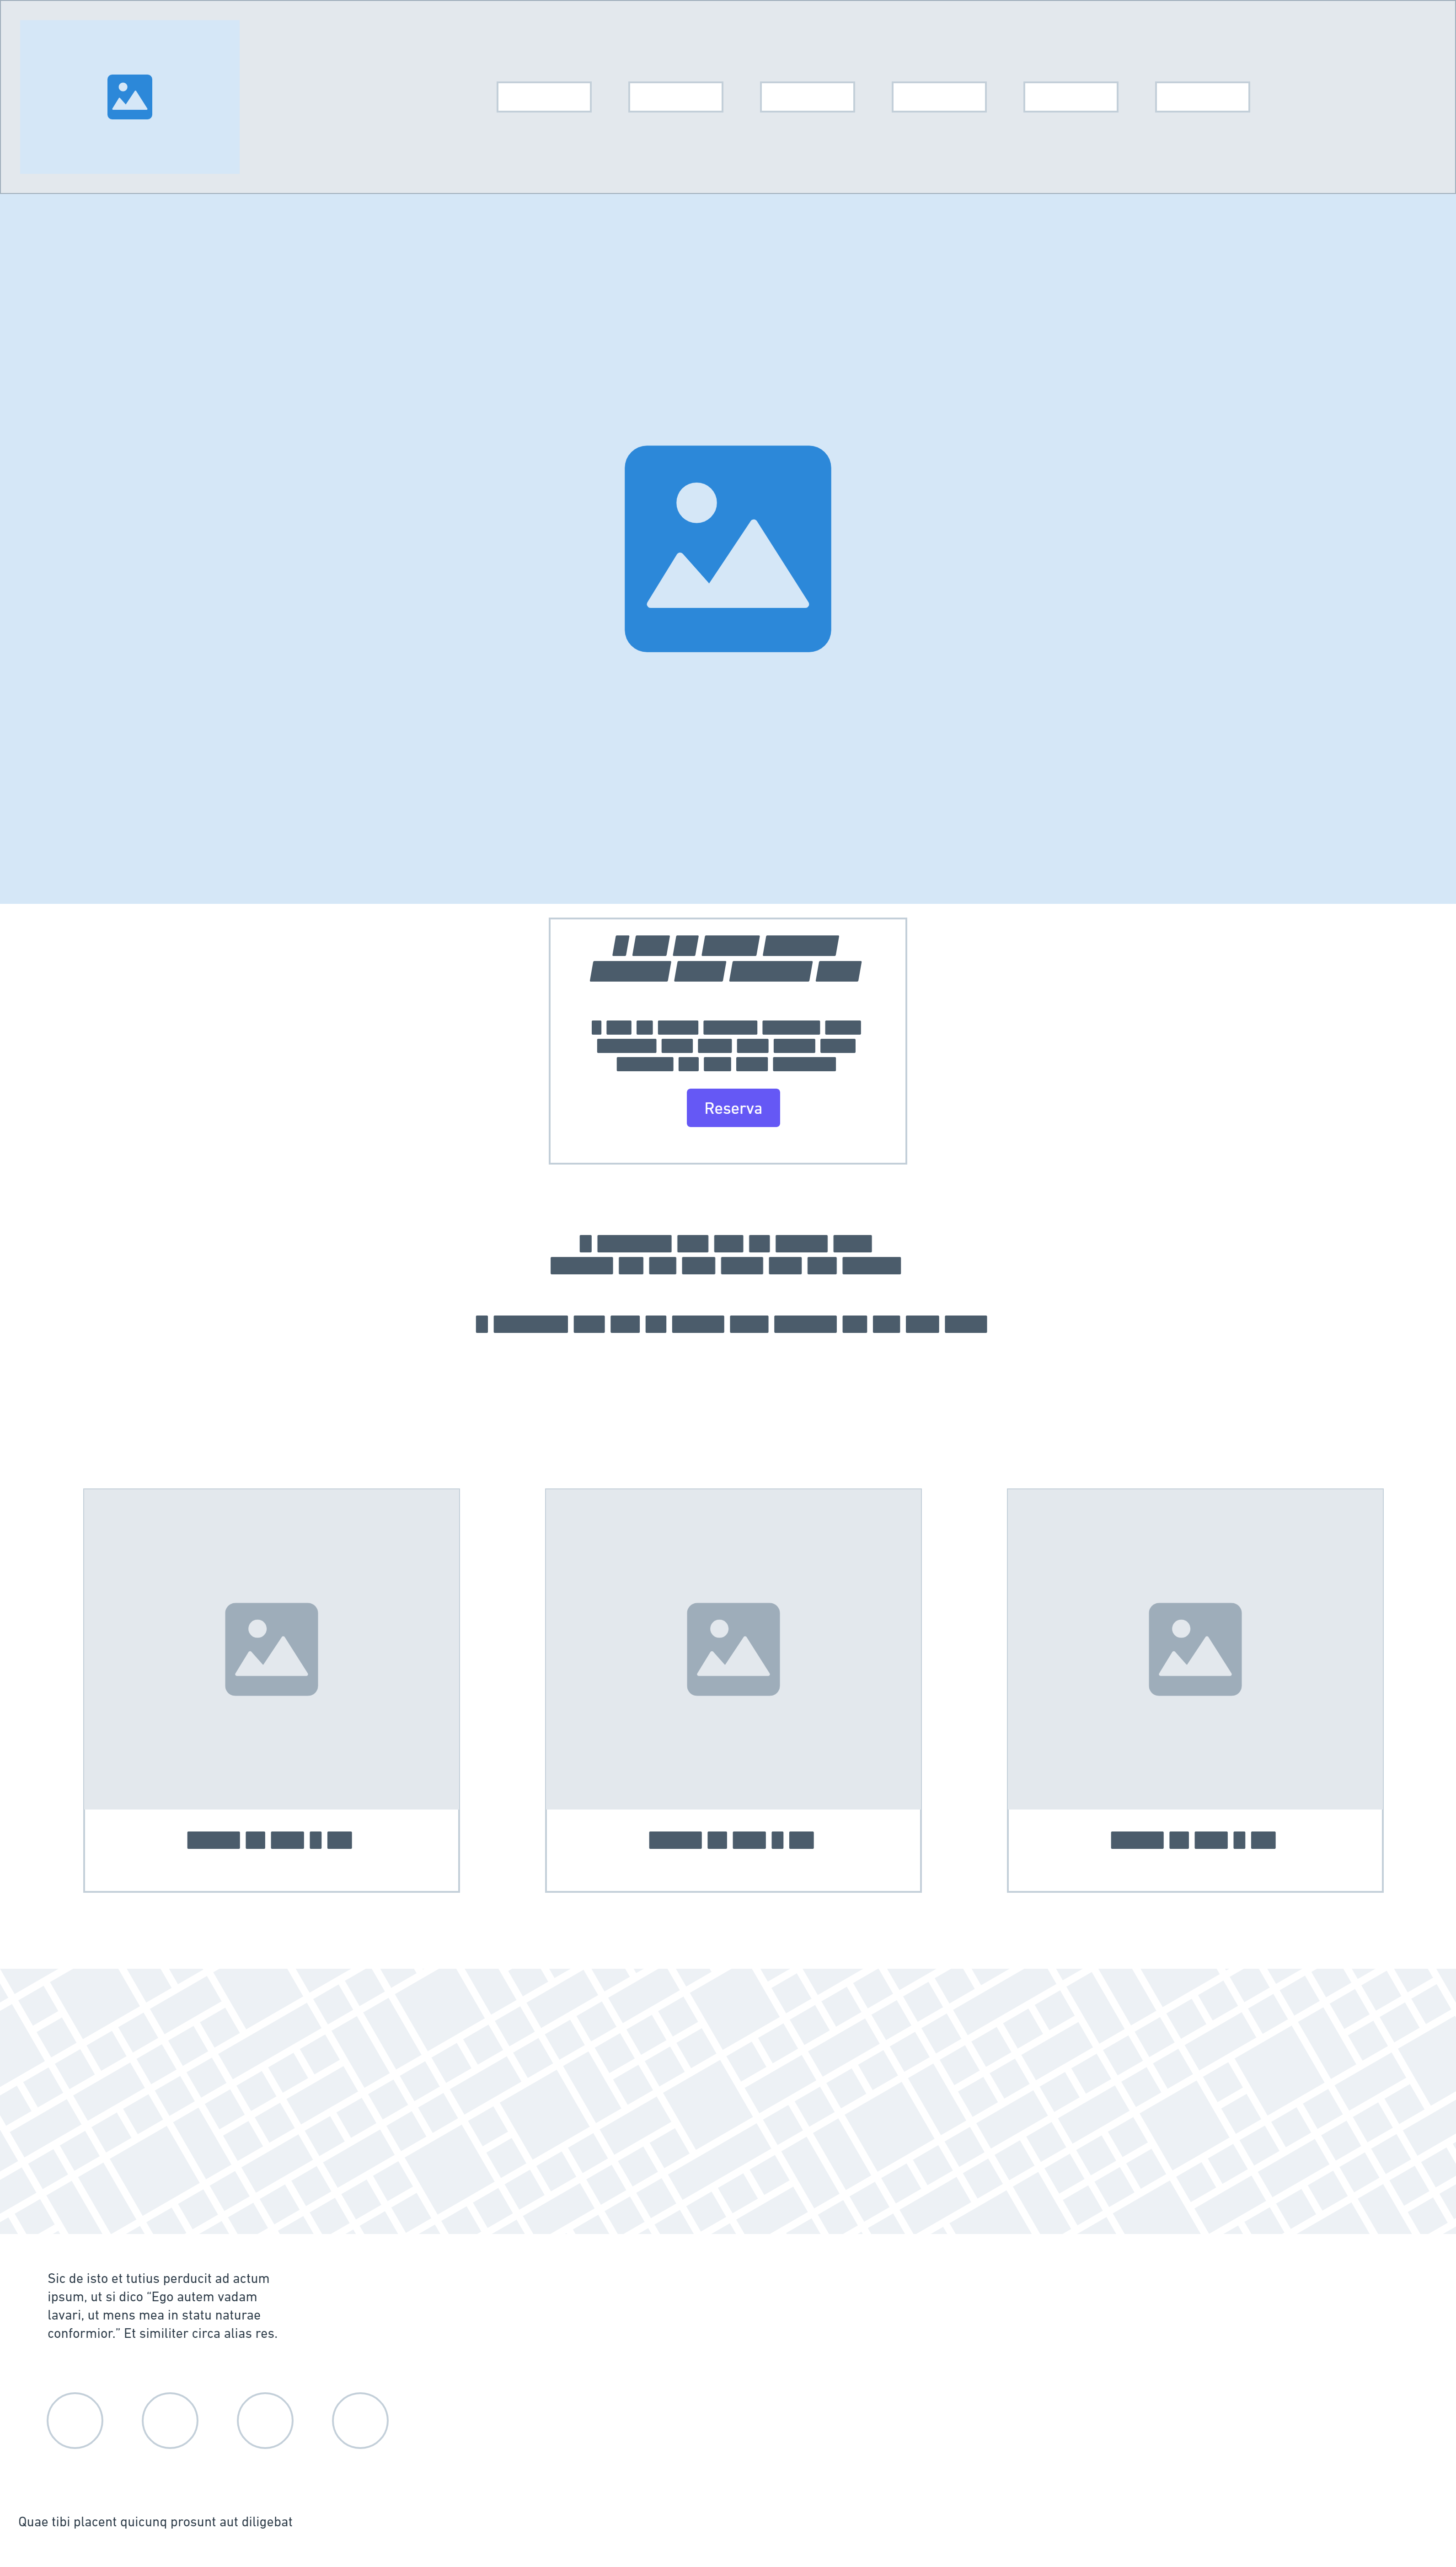 Reserva
Sic de isto et tutius perducit ad actum
ipsum, ut si dico “Ego autem vadam
lavari, ut mens mea in statu naturae
conformior.” Et similiter circa alias res.
Quae tibi placent quicunq prosunt aut diligebat